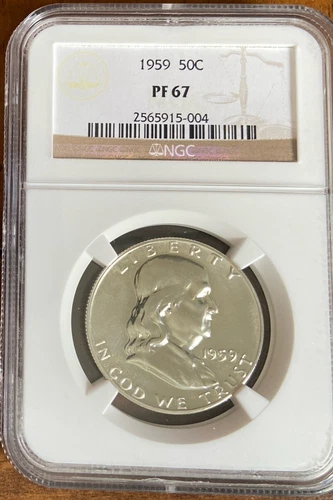 1959 50C
PF 67
2565915-004
NGC
LIBERTY
1959
IN GOD WE TRUST